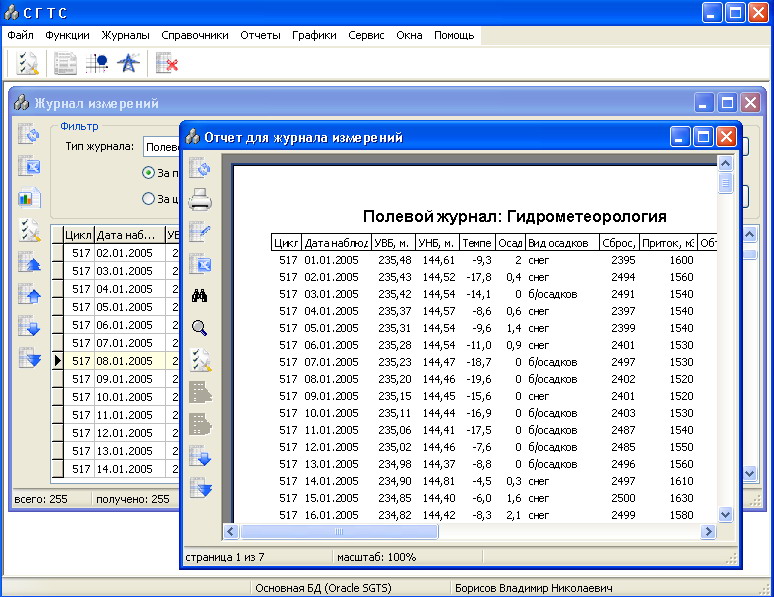 СГТС
Файл Функции Журналы Справочники Отчеты Графики Сервис Окна Помощь
Журнал измерений
Фильтр
Тип журнала: Полев
За п
За ц
Цикл Дата наб... УВ
517 02.01.2005 2
517 03.01.2005 2
517 04.01.2005 2
517 05.01.2005 2
517 06.01.2005 2
517 07.01.2005 2
517 08.01.2005 2
517 09.01.2005 2
517 10.01.2005 2
517 11.01.2005 2
517 12.01.2005 2
517 13.01.2005 2
517 14.01.2005 2
всего: 255 получено: 255
Отчет для журнала измерений
Полевой журнал: Гидрометеорология
Цикл Дата наблюд УВБ, м. УНБ, м. Темпе Осад Вид осадков Сброс, Приток, м3 Об
517 01.01.2005 235,48 144,61 -9,3 2 снег 2395 1600
517 02.01.2005 235,43 144,52 -17,8 0,4 снег 2494 1560
517 03.01.2005 235,42 144,54 -14,1 0 б/осадков 2491 1540
517 04.01.2005 235,37 144,57 -8,6 0,6 снег 2397 1540
517 05.01.2005 235,31 144,54 -9,6 1,4 снег 2399 1540
517 06.01.2005 235,28 144,54 -11,0 0,9 снег 2401 1530
517 07.01.2005 235,23 144,47 -18,7 0 б/осадков 2497 1530
517 08.01.2005 235,20 144,46 -19,6 0 б/осадков 2402 1520
517 09.01.2005 235,15 144,45 -15,6 0 снег 2401 1520
517 10.01.2005 235,11 144,44 -16,9 0 б/осадков 2403 1530
517 11.01.2005 235,06 144,41 -17,5 0 б/осадков 2487 1540
517 12.01.2005 235,02 144,46 -7,6 0 б/осадков 2485 1550
517 13.01.2005 234,98 144,37 -8,8 0 б/осадков 2496 1560
517 14.01.2005 234,90 144,81 -4,5 0,3 снег 2497 1610
517 15.01.2005 234,85 144,40 -6,0 1,6 снег 2500 1630
517 16.01.2005 234,82 144,42 -8,3 2,1 снег 2499 1580
страница 1 из 7 масштаб: 100%
Основная БД (Oracle SGTS) Борисов Владимир Николаевич